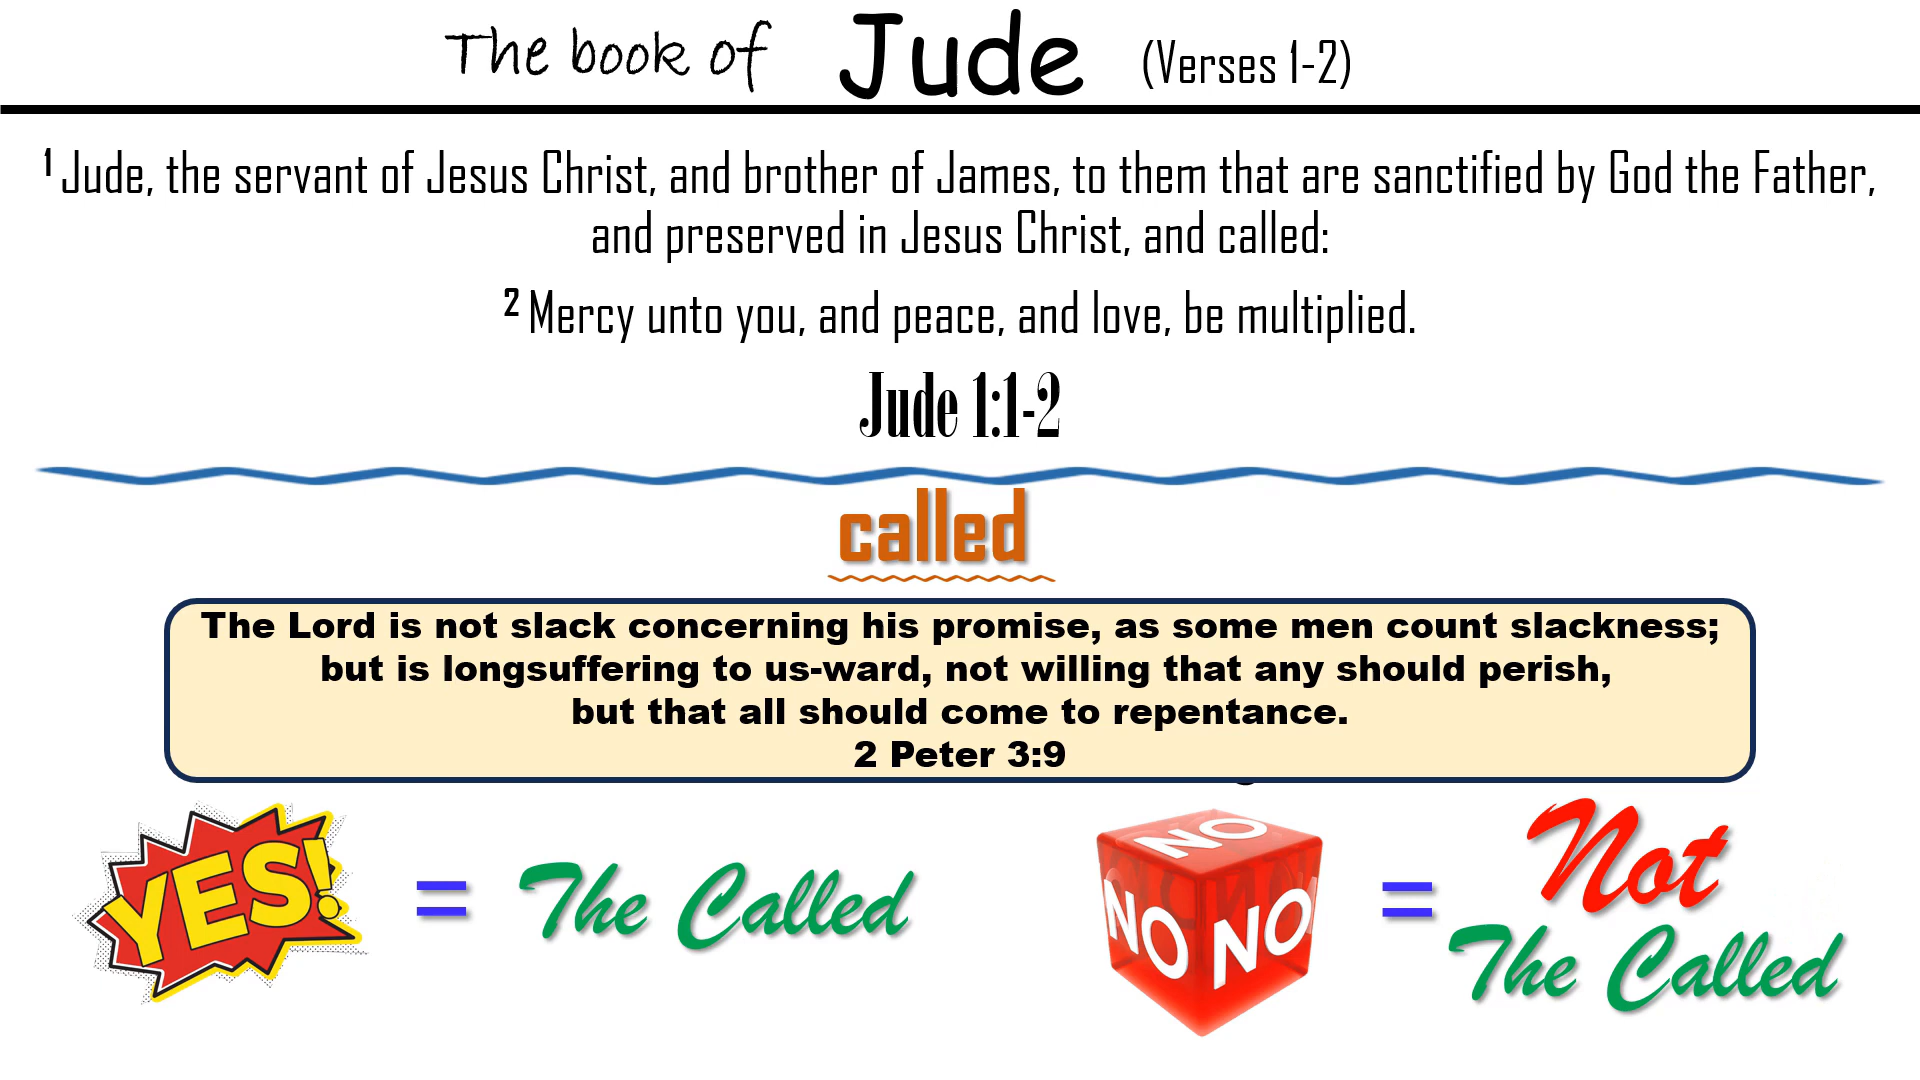 The book of Jude (Verses 1-2)
1 Jude, the servant of Jesus Christ, and brother of James, to them that are sanctified by God the Father,
and preserved in Jesus Christ, and called:
2 Mercy unto you, and peace, and love, be multiplied.
Jude 1:1-2
called
The Lord is not slack concerning his promise, as some men count slackness;
but is longsuffering to us-ward, not willing that any should perish,
but that all should come to repentance.
2 Peter 3:9
YES! = The Called
NO
NO NO = Not
The Called